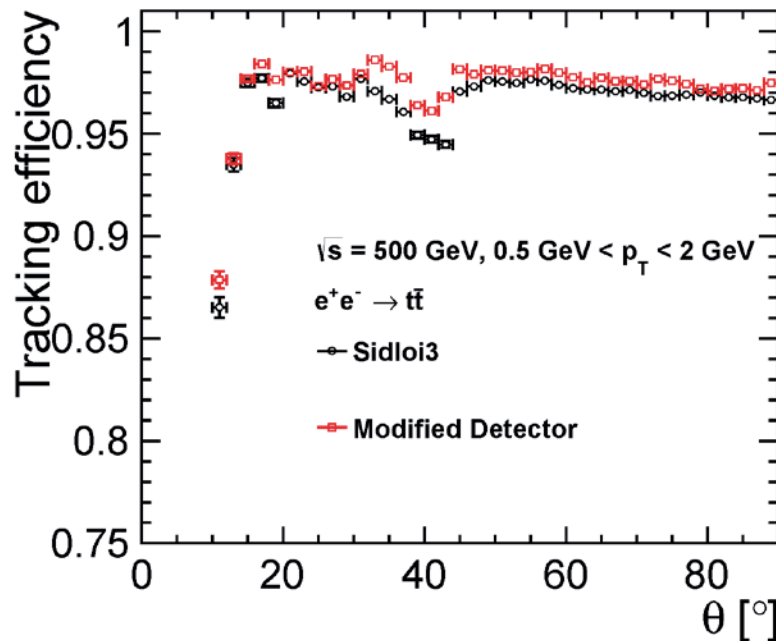 Tracking efficiency
1
0.95
0.9
0.85
0.8
0.75
√s = 500 GeV, 0.5 GeV < p_T < 2 GeV
e⁺e⁻ → tt̄
Sidloi3
Modified Detector
0 20 40 60 80
θ [°]